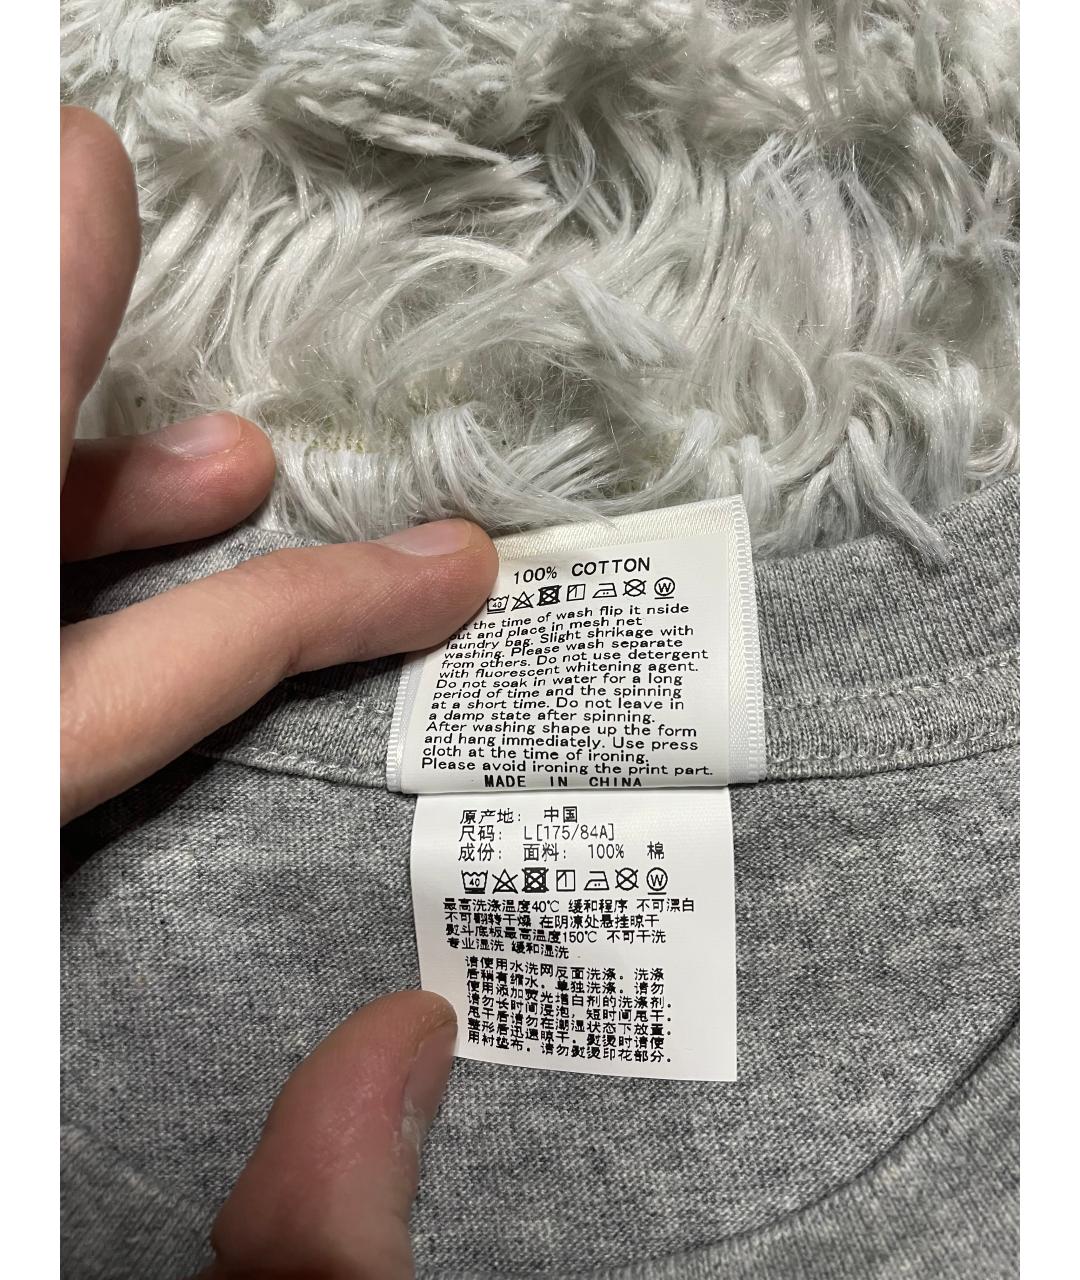 100% COTTON
40 W
t the time of wash flip it nside
out and place in mesh net
laundry bag. Slight shrikage with
washing. Please wash separate
from others. Do not use detergent
with fluorescent whitening agent.
Do not soak in water for a long
period of time and the spinning
at a short time. Do not leave in
a damp state after spinning.
After washing shape up the form
and hang immediately. Use press
cloth at the time of ironing.
Please avoid ironing the print part.
MADE IN CHINA
原产地: 中国
尺码: L[175/84A]
成份: 面料: 100% 棉
40 W
最高洗涤温度40℃ 缓和程序 不可漂白
不可翻转干燥 在阴凉处悬挂晾干
熨斗底板最高温度150℃ 不可干洗
专业湿洗 缓和湿洗
请使用水洗网反面洗涤。洗涤
后稍有缩水。单独洗涤。请勿
使用添加荧光增白剂的洗涤剂.
请勿长时间浸泡, 短时间甩干.
甩干后请勿在潮湿状态下放置.
整形后迅速晾干. 熨烫时请使
用衬垫布. 请勿熨烫印花部分.